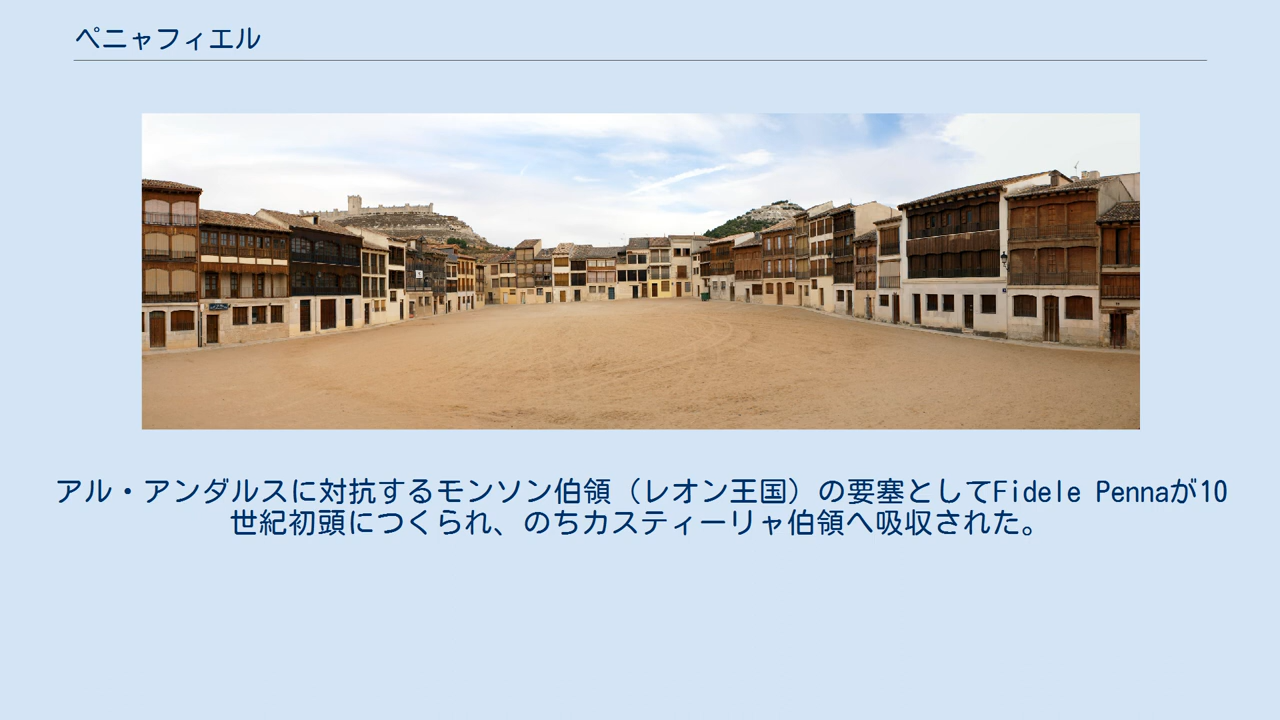 ペニャフィエル
アル・アンダルスに対抗するモンソン伯領（レオン王国）の要塞としてFidele Pennaが10
世紀初頭につくられ、のちカスティーリャ伯領へ吸収された。